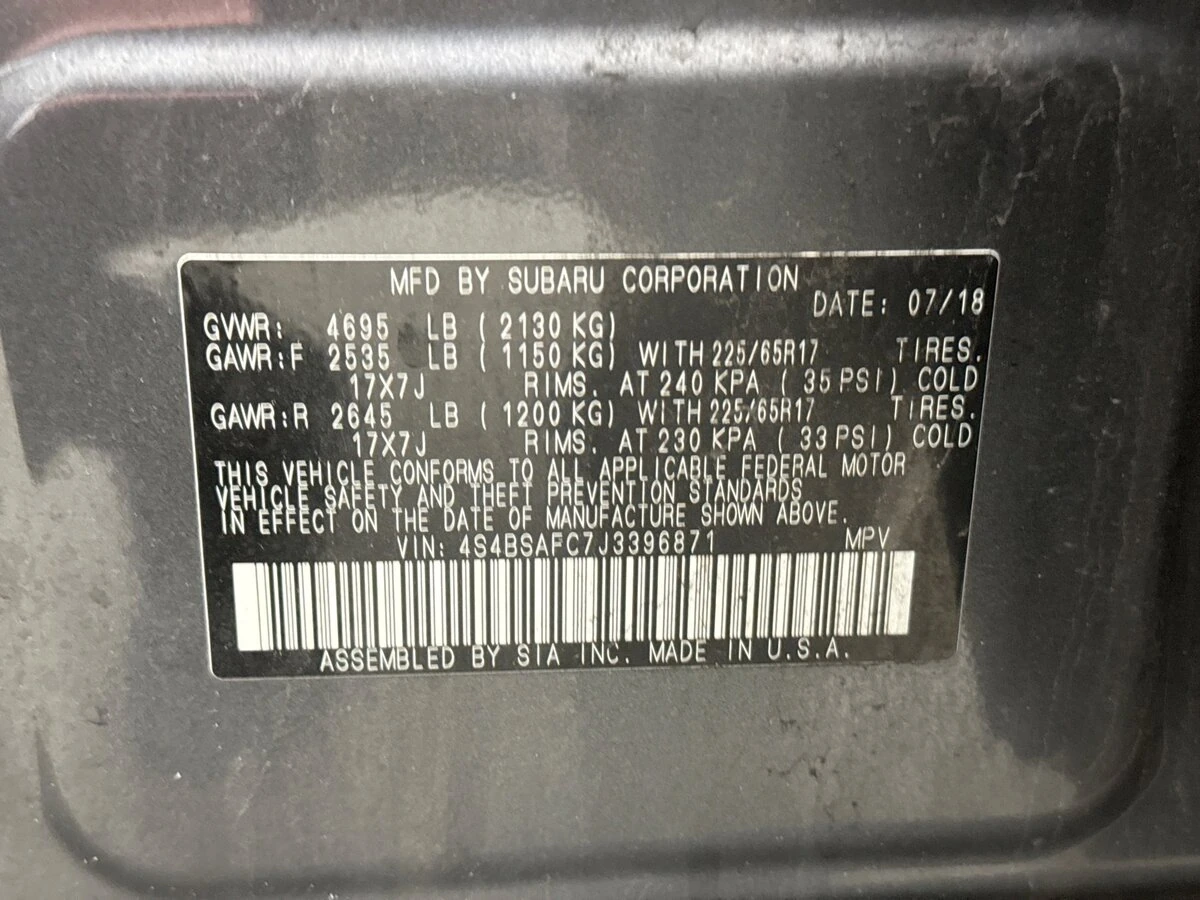 MFD BY SUBARU CORPORATION
DATE: 07/18
GVWR: 4695 LB ( 2130 KG)
GAWR:F 2535 LB ( 1150 KG) WITH 225/65R17 TIRES.
17X7J RIMS. AT 240 KPA ( 35 PSI) COLD
GAWR:R 2645 LB ( 1200 KG) WITH 225/65R17 TIRES.
17X7J RIMS. AT 230 KPA ( 33 PSI) COLD
THIS VEHICLE CONFORMS TO ALL APPLICABLE FEDERAL MOTOR
VEHICLE SAFETY AND THEFT PREVENTION STANDARDS
IN EFFECT ON THE DATE OF MANUFACTURE SHOWN ABOVE.
VIN: 4S4BSAFC7J3396871 MPV
ASSEMBLED BY SIA INC. MADE IN U.S.A.